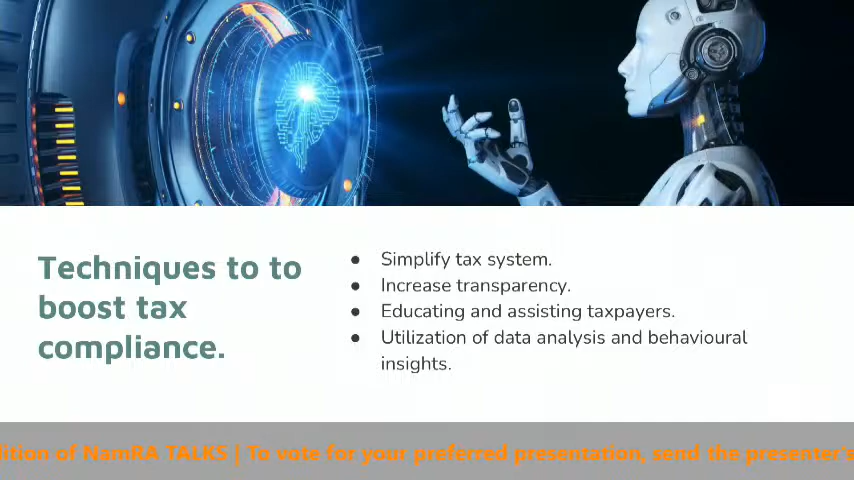 Techniques to to
boost tax
compliance.
● Simplify tax system.
● Increase transparency.
● Educating and assisting taxpayers.
● Utilization of data analysis and behavioural
insights.
of NamRA TALKS | To vote for your preferred presentation, send the presenter's